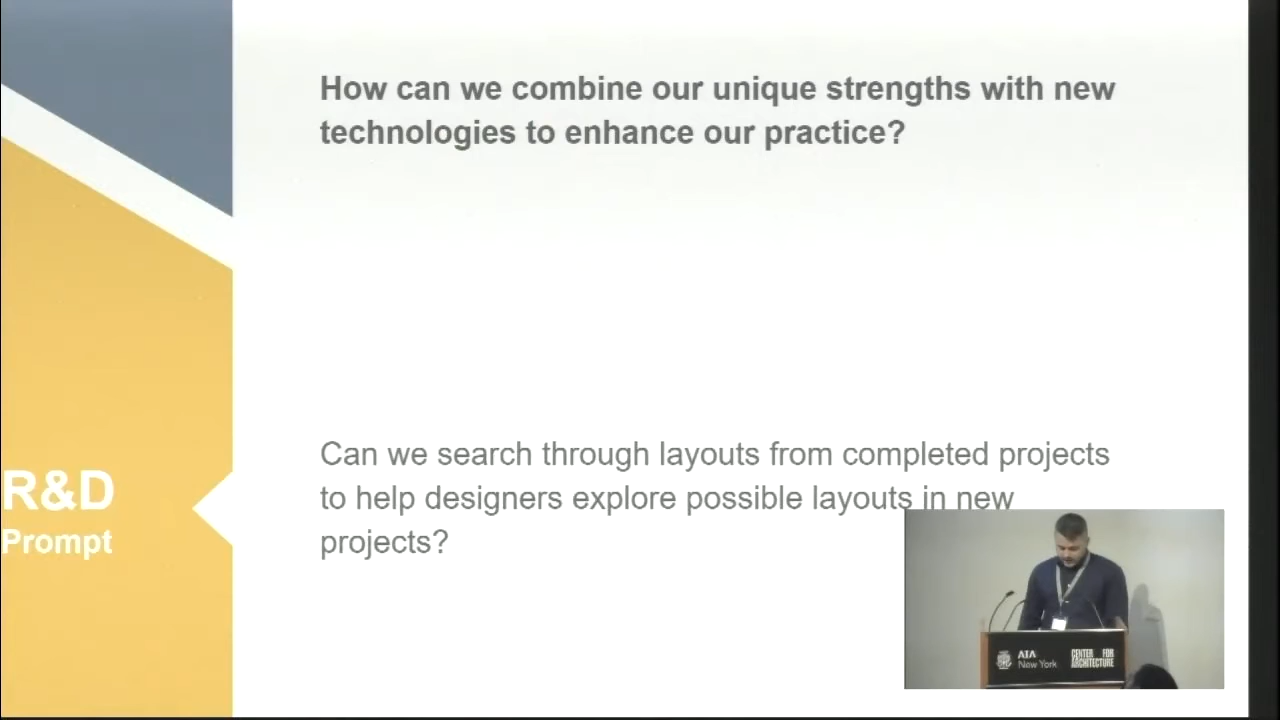 How can we combine our unique strengths with new
technologies to enhance our practice?
Can we search through layouts from completed projects
to help designers explore possible layouts in new
projects?
R&D
Prompt
AIA
New York
CENTER FOR
ARCHITECTURE